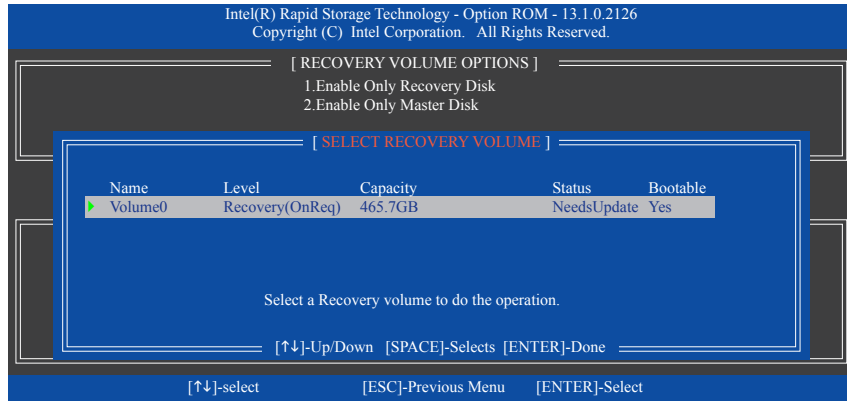 Intel(R) Rapid Storage Technology - Option ROM - 13.1.0.2126
Copyright (C) Intel Corporation. All Rights Reserved.
[ RECOVERY VOLUME OPTIONS ]
1.Enable Only Recovery Disk
2.Enable Only Master Disk
[ SELECT RECOVERY VOLUME ]
Name Level Capacity Status Bootable
Volume0 Recovery(OnReq) 465.7GB NeedsUpdate Yes
Select a Recovery volume to do the operation.
[↑↓]-Up/Down [SPACE]-Selects [ENTER]-Done
[↑↓]-select [ESC]-Previous Menu [ENTER]-Select